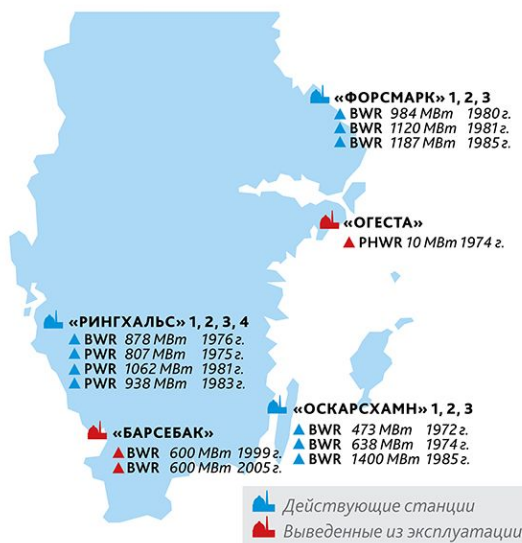 «ФОРСМАРК» 1, 2, 3
BWR 984 МВт 1980 г.
BWR 1120 МВт 1981 г.
BWR 1187 МВт 1985 г.
«ОГЕСТА»
PHWR 10 МВт 1974 г.
«РИНГХАЛЬС» 1, 2, 3, 4
BWR 878 МВт 1976 г.
PWR 807 МВт 1975 г.
PWR 1062 МВт 1981 г.
PWR 938 МВт 1983 г.
«ОСКАРСХАМН» 1, 2, 3
BWR 473 МВт 1972 г.
BWR 638 МВт 1974 г.
BWR 1400 МВт 1985 г.
«БАРСЕБАК»
BWR 600 МВт 1999 г.
BWR 600 МВт 2005 г.
Действующие станции
Выведенные из эксплуатации